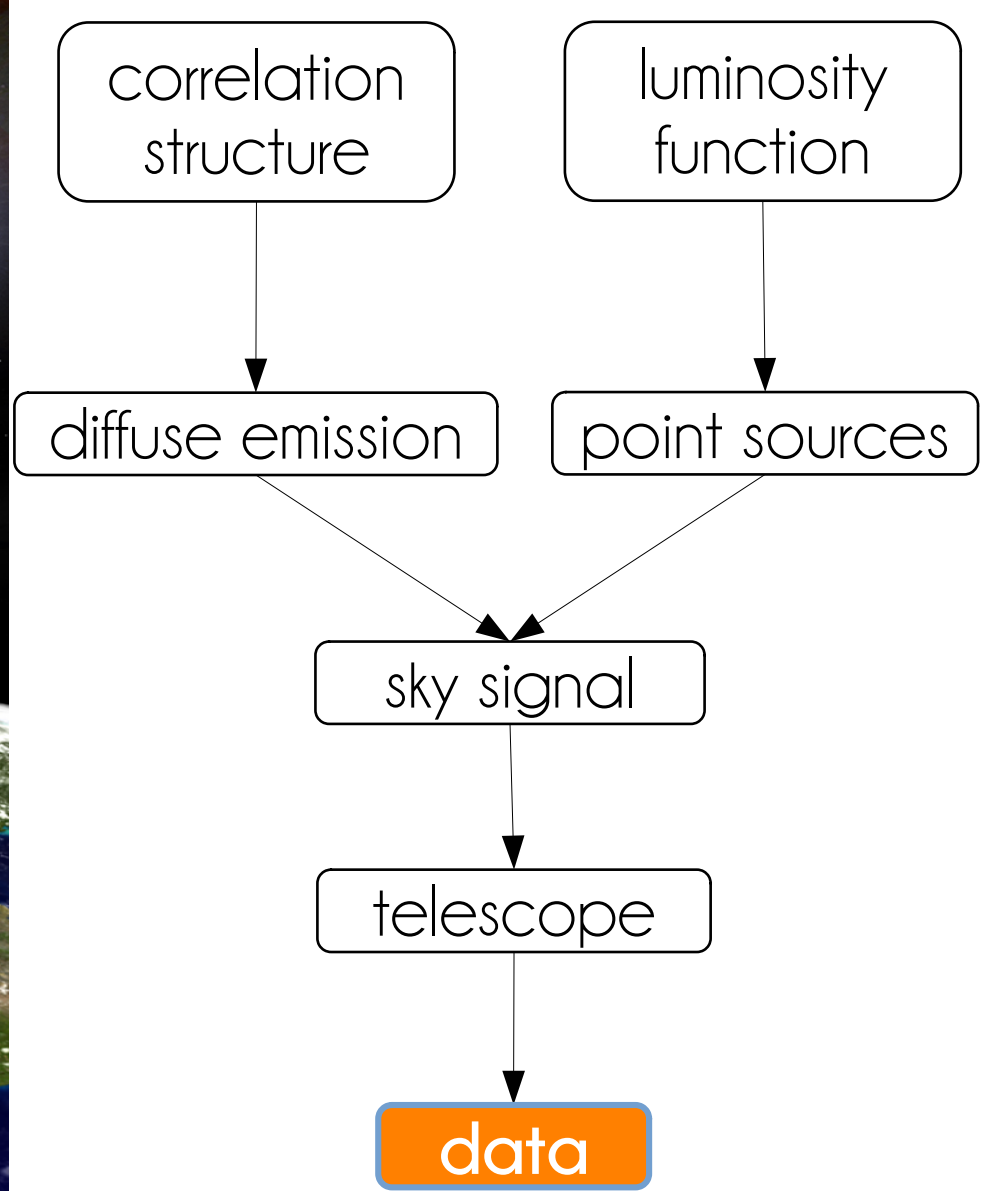 correlation
structure
luminosity
function
diffuse emission
point sources
sky signal
telescope
data